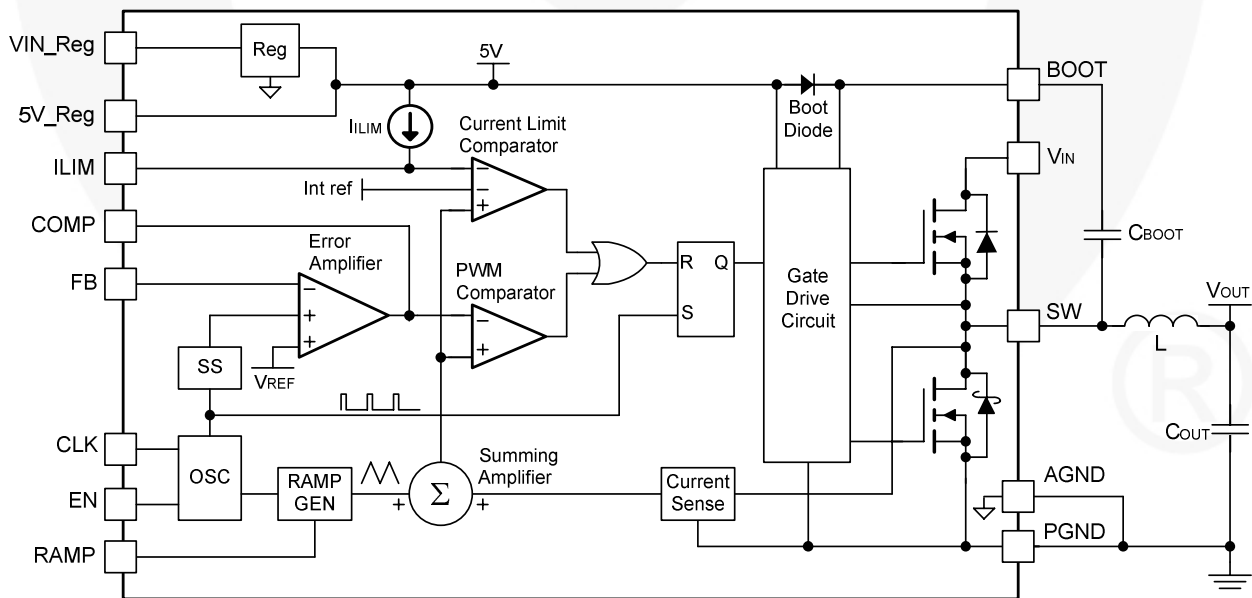 VIN_Reg
Reg
5V
BOOT
Boot
Diode
5V_Reg
IILIM
Current Limit
Comparator
VIN
ILIM
Int ref
COMP
CBOOT
Error
Amplifier
R Q
S
FB
PWM
Comparator
Gate
Drive
Circuit
VOUT
SW
L
SS
VREF
COUT
CLK
OSC
EN
RAMP
GEN
Σ
Summing
Amplifier
Current
Sense
AGND
PGND
RAMP
− − +
− + +
− +
+ +
®